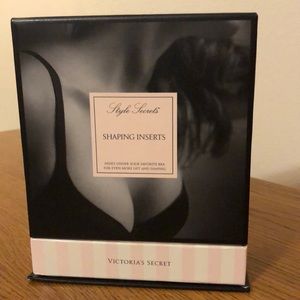 Style Secrets
SHAPING INSERTS
INSERT UNDER YOUR FAVORITE BRA
FOR EVEN MORE LIFT AND SHAPING
VICTORIA'S SECRET